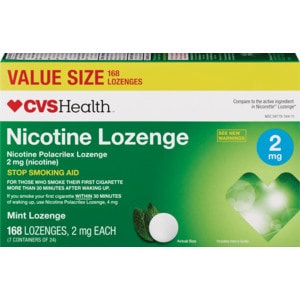 VALUE SIZE 168 LOZENGES
CVSHealth
Compare to the active ingredient in Nicorette® Lozenge*
Nicotine Lozenge
Nicotine Polacrilex Lozenge
2 mg (nicotine)
STOP SMOKING AID
FOR THOSE WHO SMOKE THEIR FIRST CIGARETTE
MORE THAN 30 MINUTES AFTER WAKING UP.
If you smoke your first cigarette WITHIN 30 MINUTES
of waking up, use Nicotine Polacrilex Lozenge, 4 mg
SEE NEW WARNINGS
2 mg
Mint Lozenge
168 LOZENGES, 2 mg EACH
(7 CONTAINERS OF 24)
Actual Size